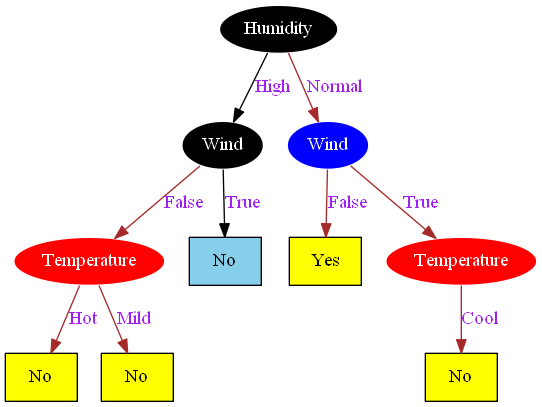 Humidity
High
Normal
Wind
Wind
False
True
False
True
Temperature
No
Yes
Temperature
Hot
Mild
Cool
No
No
No